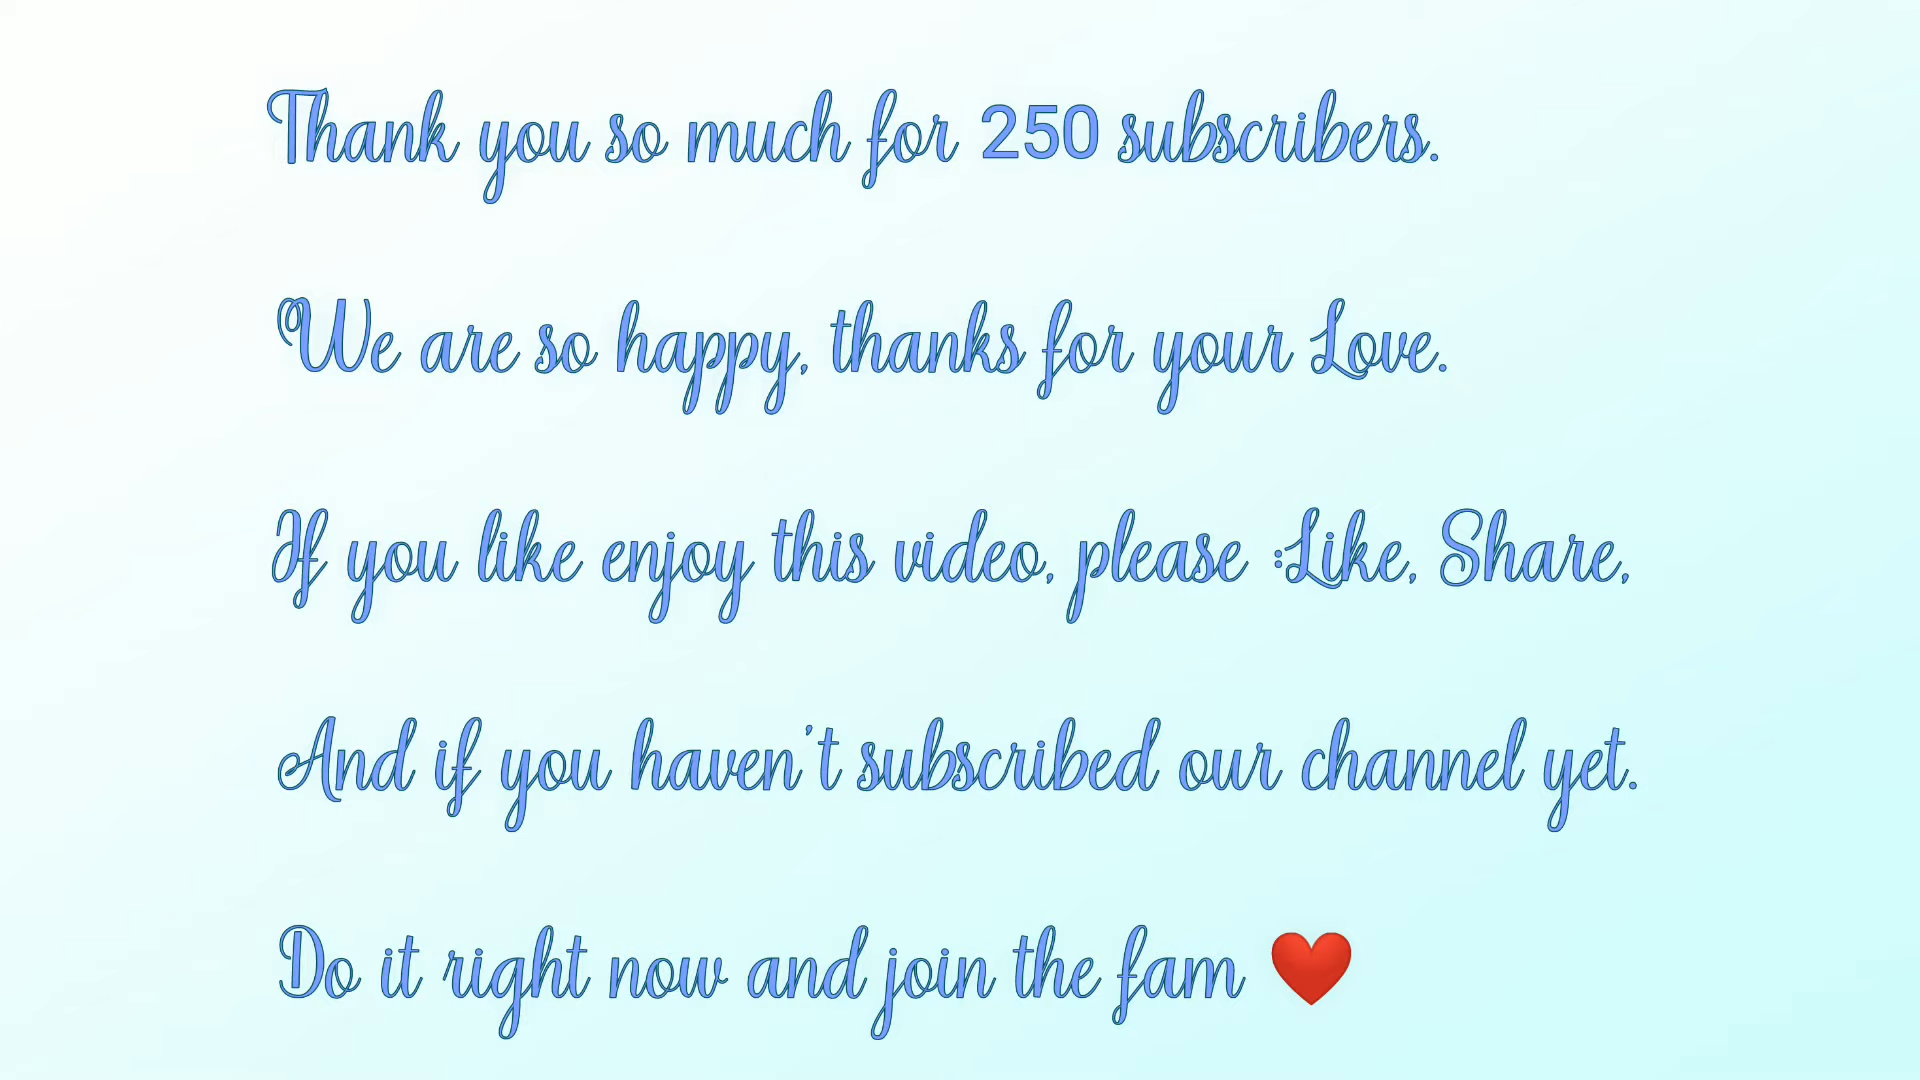 Thank you so much for 250 subscribers.
We are so happy, thanks for your Love.
If you like enjoy this video, please :Like, Share,
And if you haven't subscribed our channel yet.
Do it right now and join the fam ❤️